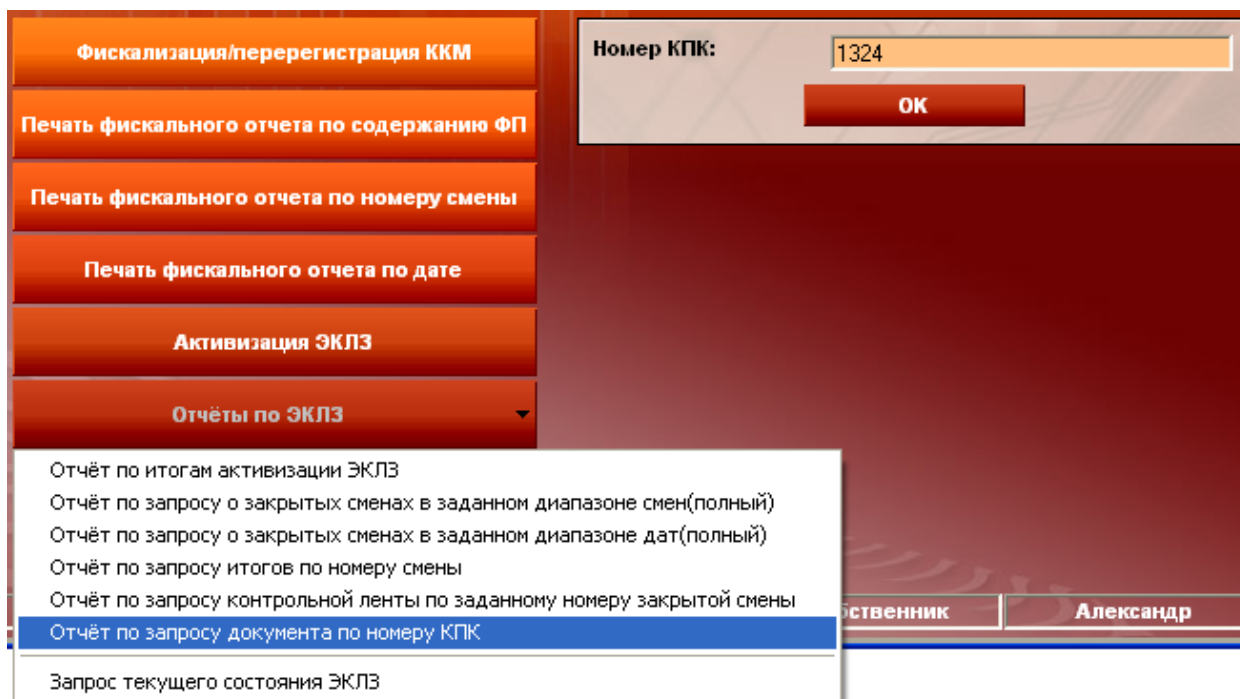 Фискализация/перерегистрация ККМ
Номер КПК:
1324
OK
Печать фискального отчета по содержанию ФП
Печать фискального отчета по номеру смены
Печать фискального отчета по дате
Активизация ЭКЛЗ
Отчёты по ЭКЛЗ
Отчёт по итогам активизации ЭКЛЗ
Отчёт по запросу о закрытых сменах в заданном диапазоне смен(полный)
Отчёт по запросу о закрытых сменах в заданном диапазоне дат(полный)
Отчёт по запросу итогов по номеру смены
Отчёт по запросу контрольной ленты по заданному номеру закрытой смены
Отчёт по запросу документа по номеру КПК
Александр
Запрос текущего состояния ЭКЛЗ